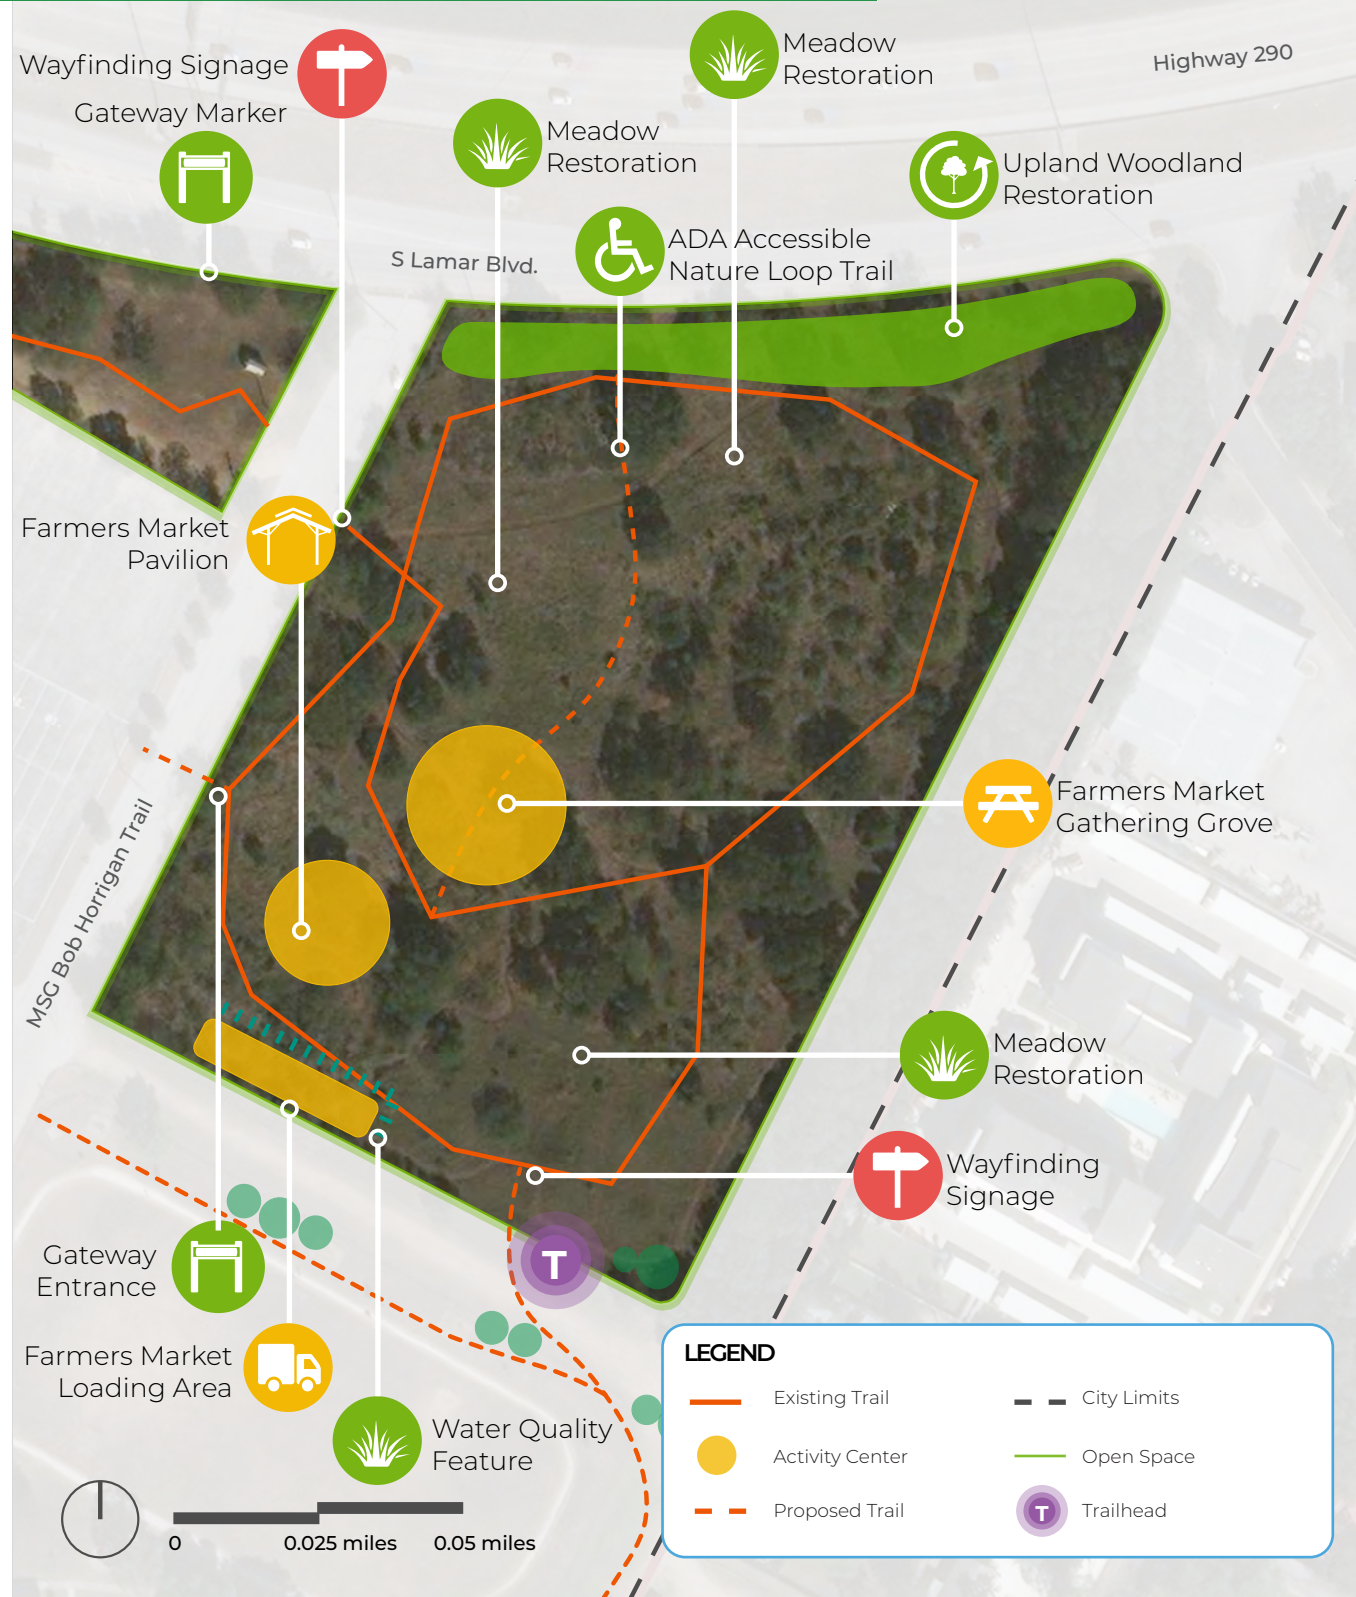 Wayfinding Signage
Gateway Marker
Meadow
Restoration
Meadow
Restoration
Highway 290
Upland Woodland
Restoration
S Lamar Blvd.
ADA Accessible
Nature Loop Trail
Farmers Market
Pavilion
MSG Bob Horrigan Trail
Farmers Market
Gathering Grove
Meadow
Restoration
Wayfinding
Signage
T
Gateway
Entrance
Farmers Market
Loading Area
Water Quality
Feature
0
0.025 miles
0.05 miles
LEGEND
Existing Trail
City Limits
Activity Center
Open Space
Proposed Trail
T
Trailhead